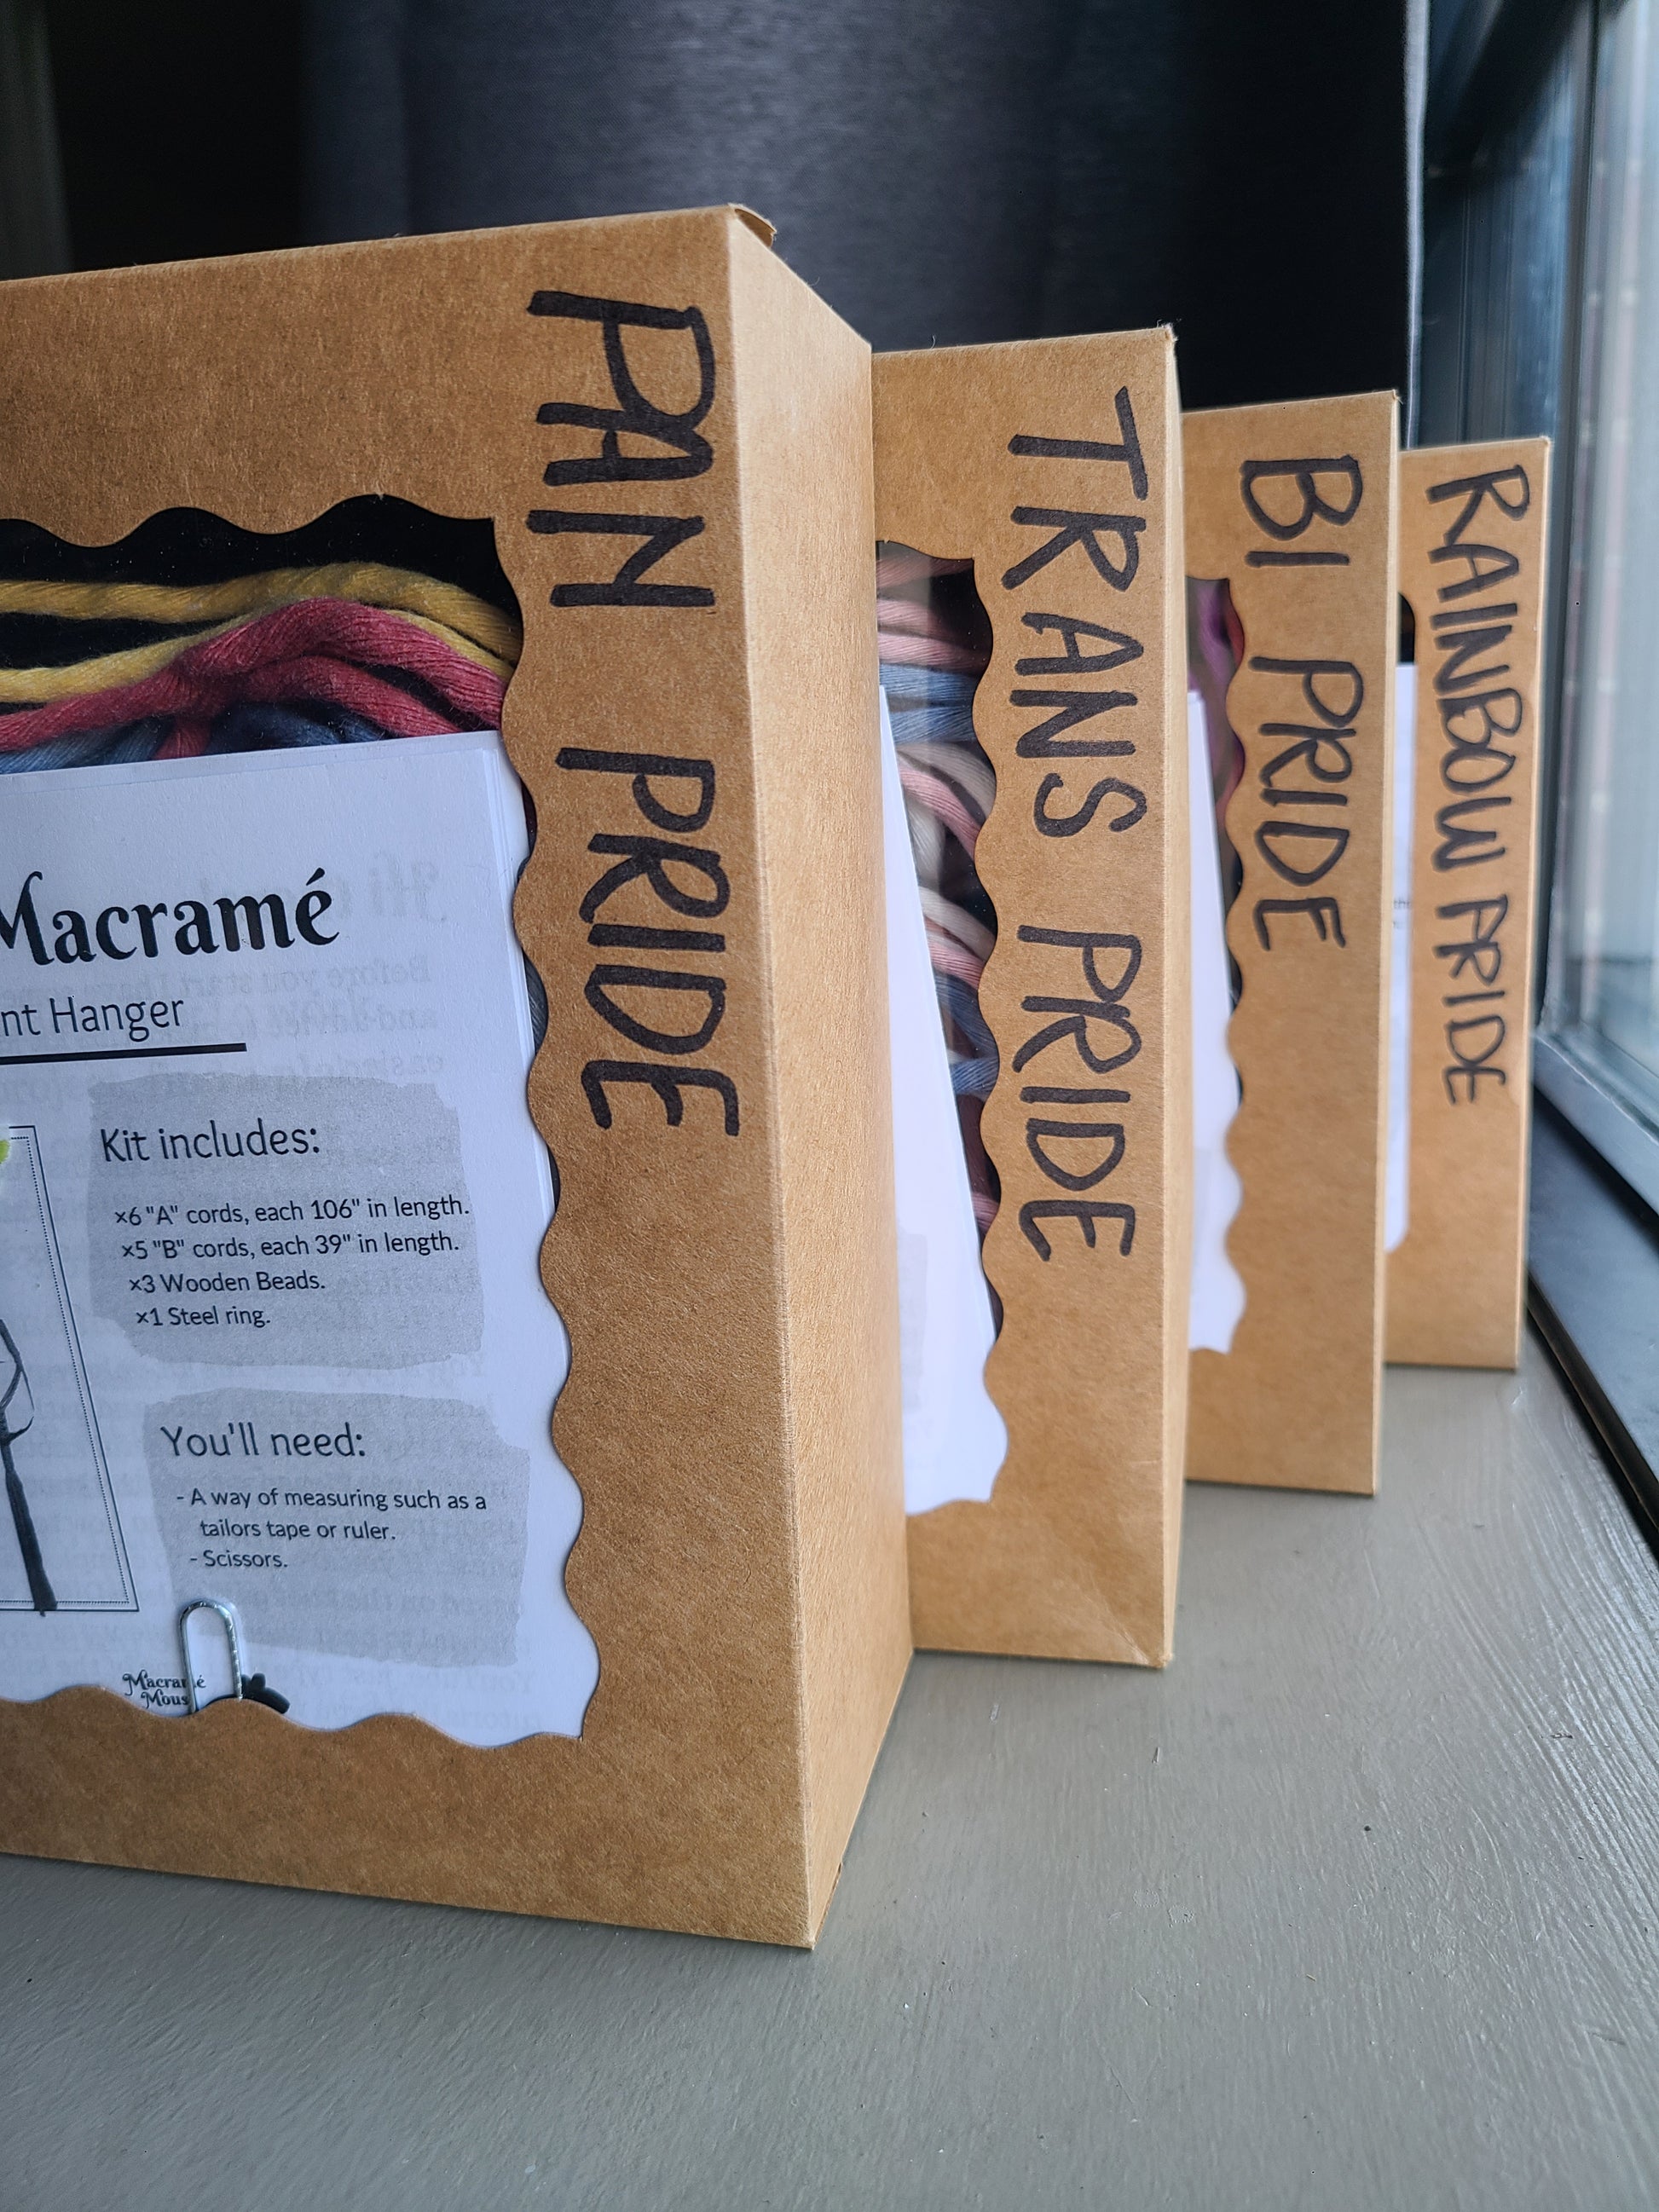 PAN PRIDE
Macramé
nt Hanger
Kit includes:
×6 "A" cords, each 106" in length.
×5 "B" cords, each 39" in length.
×3 Wooden Beads.
×1 Steel ring.
You'll need:
- A way of measuring such as a
tailors tape or ruler.
- Scissors.
Macramé
Mous
TRANS PRIDE
BI PRIDE
RAINBOW PRIDE